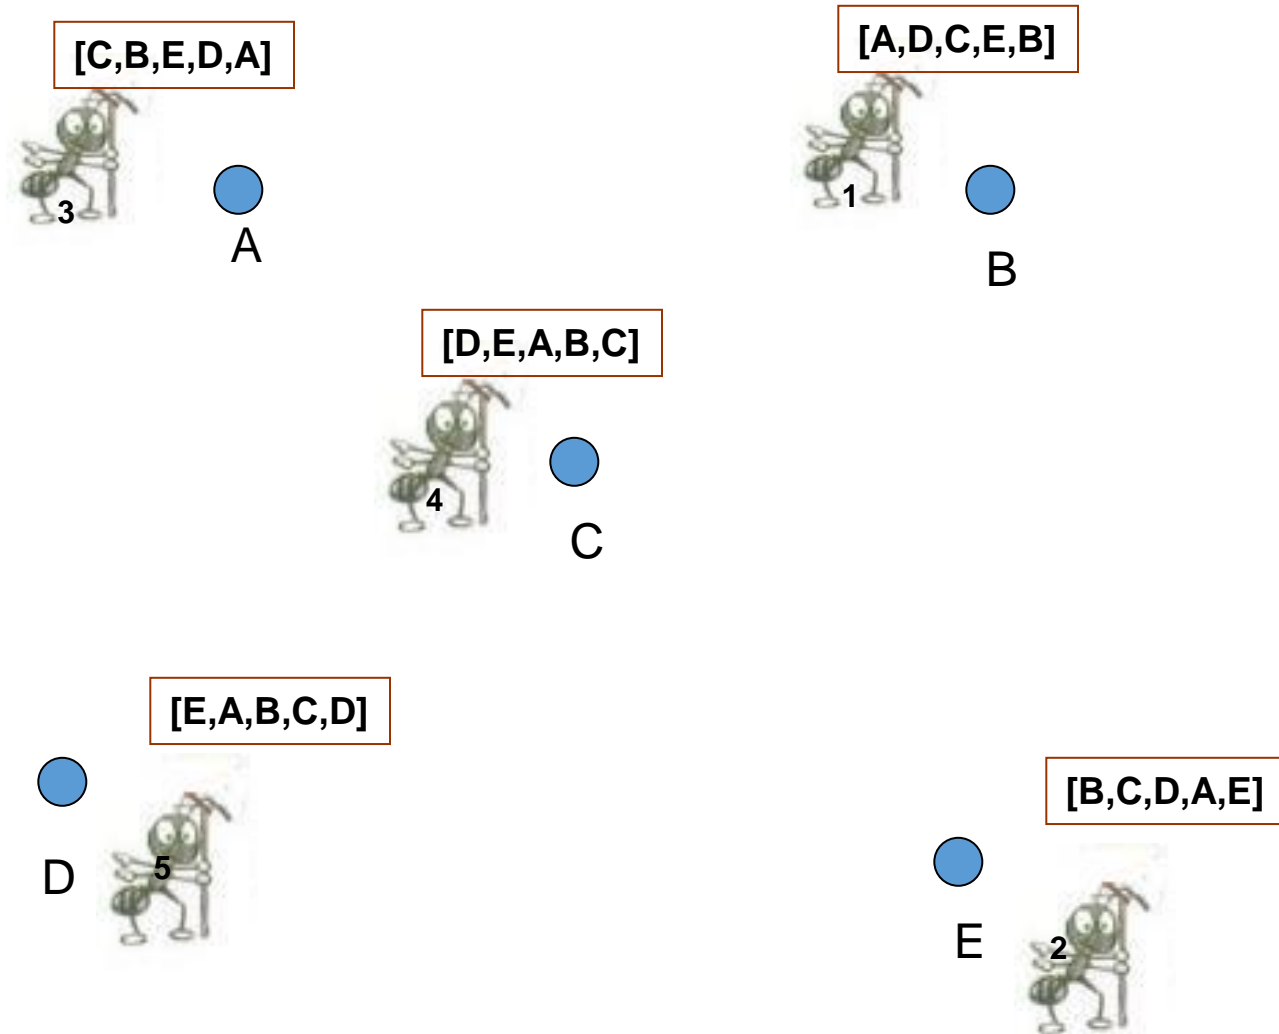 [C,B,E,D,A]
[A,D,C,E,B]
3
A
1
B
[D,E,A,B,C]
4
C
[E,A,B,C,D]
D
5
[B,C,D,A,E]
E
2